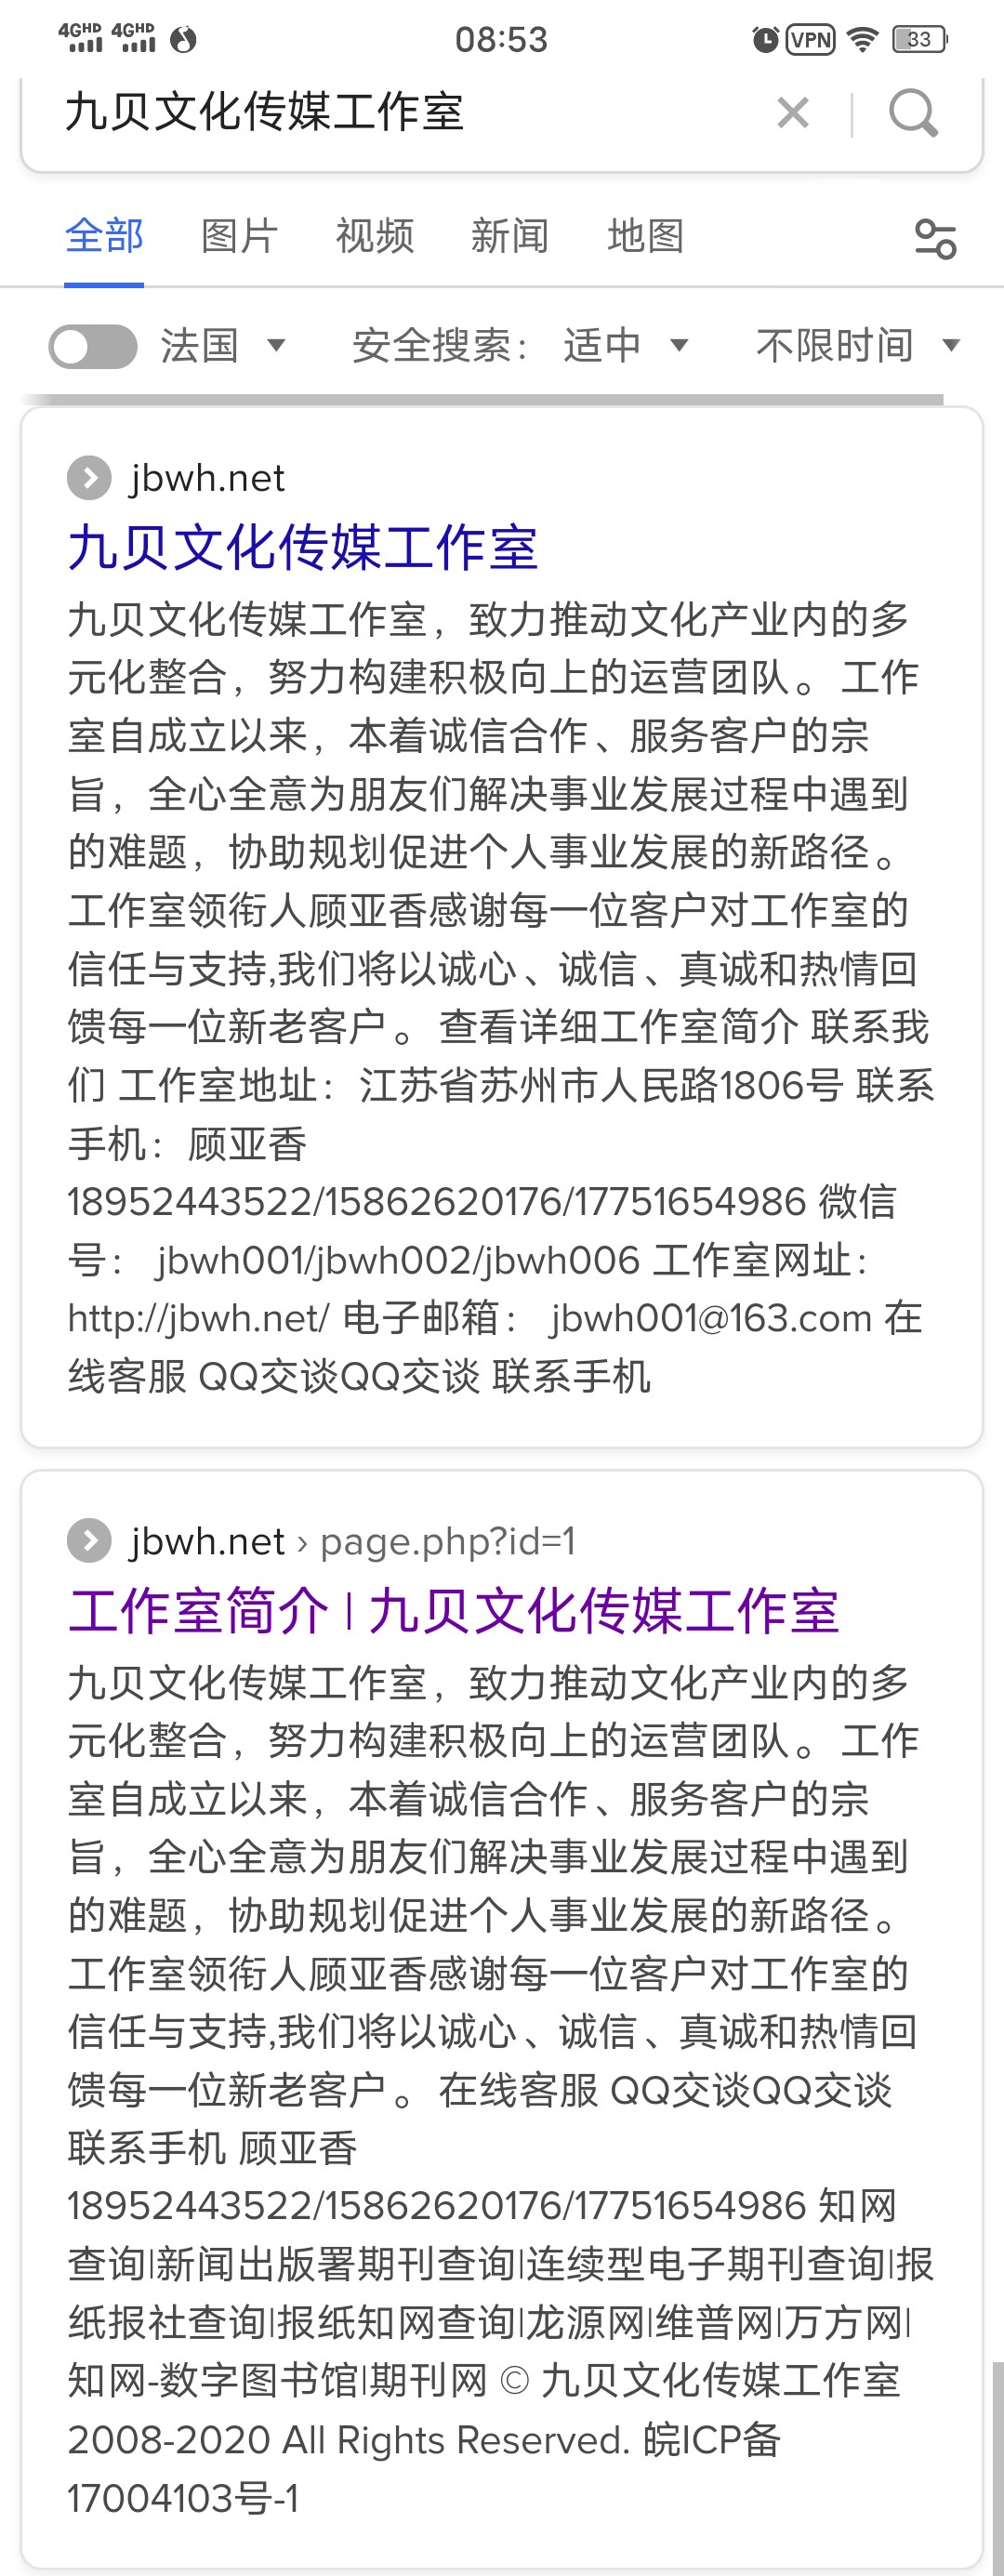 4GHD 4GHD 08:53 VPN 33
九贝文化传媒工作室
全部 图片 视频 新闻 地图
法国 安全搜索： 适中 不限时间
jbwh.net
九贝文化传媒工作室
九贝文化传媒工作室，致力推动文化产业内的多
元化整合，努力构建积极向上的运营团队。 工作
室自成立以来，本着诚信合作、服务客户的宗
旨，全心全意为朋友们解决事业发展过程中遇到
的难题，协助规划促进个人事业发展的新路径。
工作室领衔人顾亚香感谢每一位客户对工作室的
信任与支持,我们将以诚心、诚信、真诚和热情回
馈每一位新老客户。 查看详细工作室简介 联系我
们 工作室地址：江苏省苏州市人民路1806号 联系
手机：顾亚香
18952443522/15862620176/17751654986 微信
号： jbwh001/jbwh002/jbwh006 工作室网址：
http://jbwh.net/ 电子邮箱： jbwh001@163.com 在
线客服 QQ交谈QQ交谈 联系手机
jbwh.net › page.php?id=1
工作室简介 | 九贝文化传媒工作室
九贝文化传媒工作室，致力推动文化产业内的多
元化整合，努力构建积极向上的运营团队。 工作
室自成立以来，本着诚信合作、服务客户的宗
旨，全心全意为朋友们解决事业发展过程中遇到
的难题，协助规划促进个人事业发展的新路径。
工作室领衔人顾亚香感谢每一位客户对工作室的
信任与支持,我们将以诚心、诚信、真诚和热情回
馈每一位新老客户。 在线客服 QQ交谈QQ交谈
联系手机 顾亚香
18952443522/15862620176/17751654986 知网
查询|新闻出版署期刊查询|连续型电子期刊查询|报
纸报社查询|报纸知网查询|龙源网|维普网|万方网|
知网-数字图书馆|期刊网 © 九贝文化传媒工作室
2008-2020 All Rights Reserved. 皖ICP备
17004103号-1